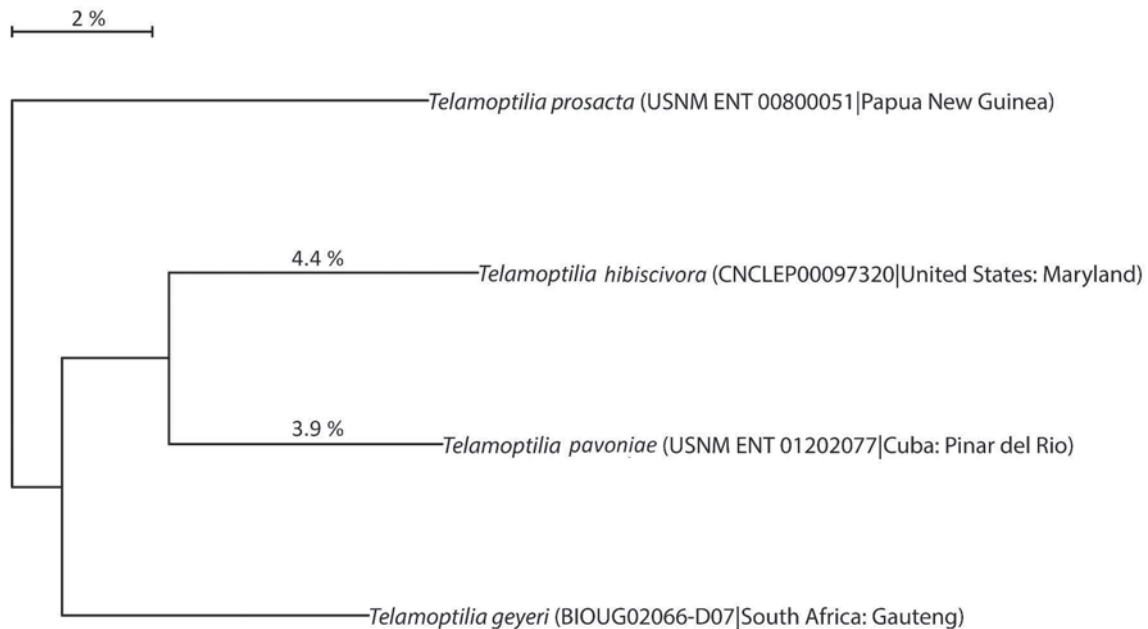 2 %
Telamoptilia prosacta (USNM ENT 00800051|Papua New Guinea)
4.4 %
Telamoptilia hibiscivora (CNCLEP00097320|United States: Maryland)
3.9 %
Telamoptilia pavoniae (USNM ENT 01202077|Cuba: Pinar del Rio)
Telamoptilia geyeri (BIOUG02066-D07|South Africa: Gauteng)